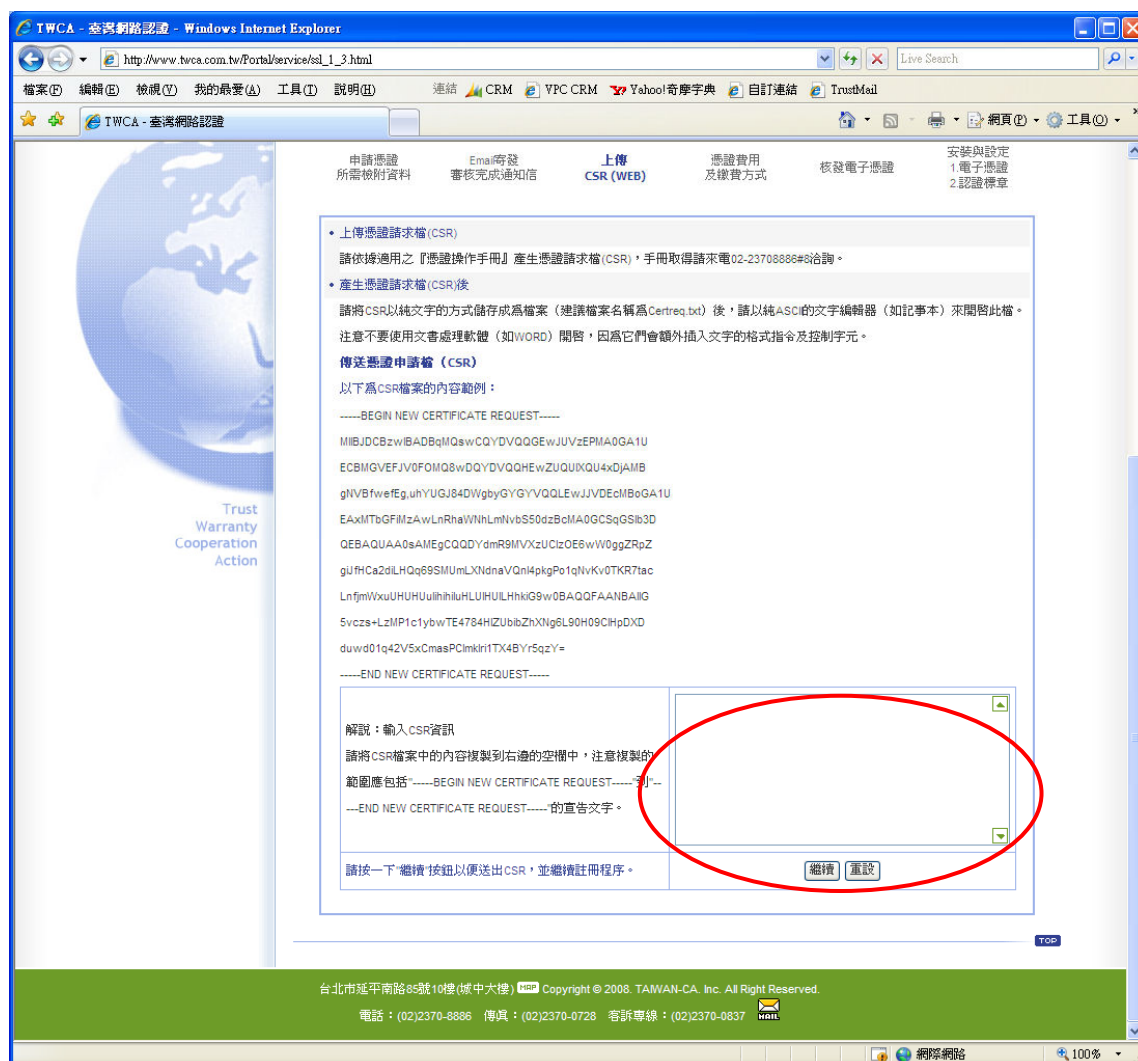 TWCA - 臺灣網路認證 - Windows Internet Explorer
http://www.twca.com.tw/Portal/service/ssl_1_3.html
Live Search
檔案(F) 編輯(E) 檢視(V) 我的最愛(A) 工具(T) 說明(H) 連結 CRM VPC CRM Yahoo!奇摩字典 自訂連結 TrustMail
TWCA - 臺灣網路認證 網頁(P) 工具(O)
申請憑證
所需檢附資料
Email寄發
審核完成通知信
上傳
CSR (WEB)
憑證費用
及繳費方式
核發電子憑證
安裝與設定
1.電子憑證
2.認證標章
Trust
Warranty
Cooperation
Action
• 上傳憑證請求檔(CSR)
請依據適用之『憑證操作手冊』產生憑證請求檔(CSR)，手冊取得請來電02-23708886#8洽詢。
• 產生憑證請求檔(CSR)後
請將CSR以純文字的方式儲存成爲檔案（建議檔案名稱爲Certreq.txt）後，請以純ASCII的文字編輯器（如記事本）來開啓此檔。
注意不要使用文書處理軟體（如WORD）開啓，因爲它們會額外插入文字的格式指令及控制字元。
傳送憑證申請檔（CSR）
以下爲CSR檔案的內容範例：
-----BEGIN NEW CERTIFICATE REQUEST-----
MIIBJDCBzwIBADBqMQswCQYDVQQGEwJUVzEPMA0GA1U
ECBMGVEFJV0FOMQ8wDQYDVQQHEwZUQUlXQU4xDjAMB
gNVBfwefEg,uhYUGJ84DWgbyGYGYVQQLEwJJVDEcMBoGA1U
EAxMTbGFiMzAwLnRhaWNhLmNvbS50dzBcMA0GCSqGSIb3D
QEBAQUAA0sAMEgCQQDYdmR9MVXzUClzOE6wW0ggZRpZ
giJfHCa2diLHQq69SMUmLXNdnaVQnI4pkgPo1qNvKv0TKR7tac
LnfjmWxuUHUHUulihihiluHLUIHUILHhkiG9w0BAQQFAANBAIIG
5vczs+LzMP1c1ybwTE4784HIZUbibZhXNg6L90H09CIHpDXD
duwd01q42V5xCmasPClmklri1TX4BYr5qzY=
-----END NEW CERTIFICATE REQUEST-----
解說：輸入CSR資訊
請將CSR檔案中的內容複製到右邊的空欄中，注意複製的
範圍應包括"-----BEGIN NEW CERTIFICATE REQUEST-----"到"--
---END NEW CERTIFICATE REQUEST-----"的宣告文字。
請按一下"繼續"按鈕以便送出CSR，並繼續註冊程序。
繼續 重設
TOP
台北市延平南路85號10樓(城中大樓) MAP Copyright © 2008. TAIWAN-CA. Inc. All Right Reserved.
電話：(02)2370-8886 傳真：(02)2370-0728 客訴專線：(02)2370-0837 MAIL
網際網路 100%